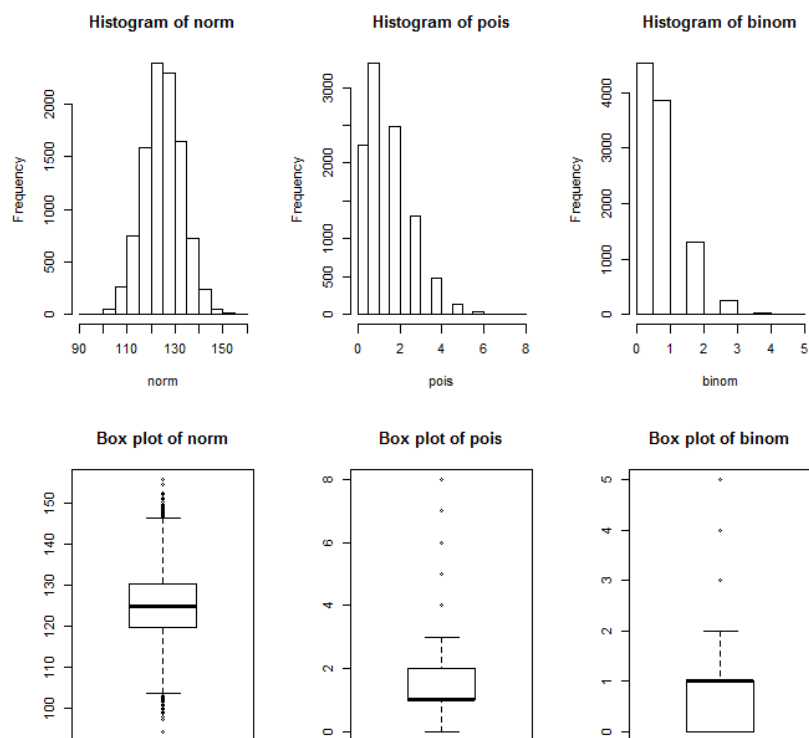 Histogram of norm
Frequency
0 500 1000 1500 2000
90 110 130 150
norm
Histogram of pois
Frequency
0 500 1000 2000 3000
0 2 4 6 8
pois
Histogram of binom
Frequency
0 1000 2000 3000 4000
0 1 2 3 4 5
binom
Box plot of norm
100 110 120 130 140 150
Box plot of pois
0 2 4 6 8
Box plot of binom
0 1 2 3 4 5